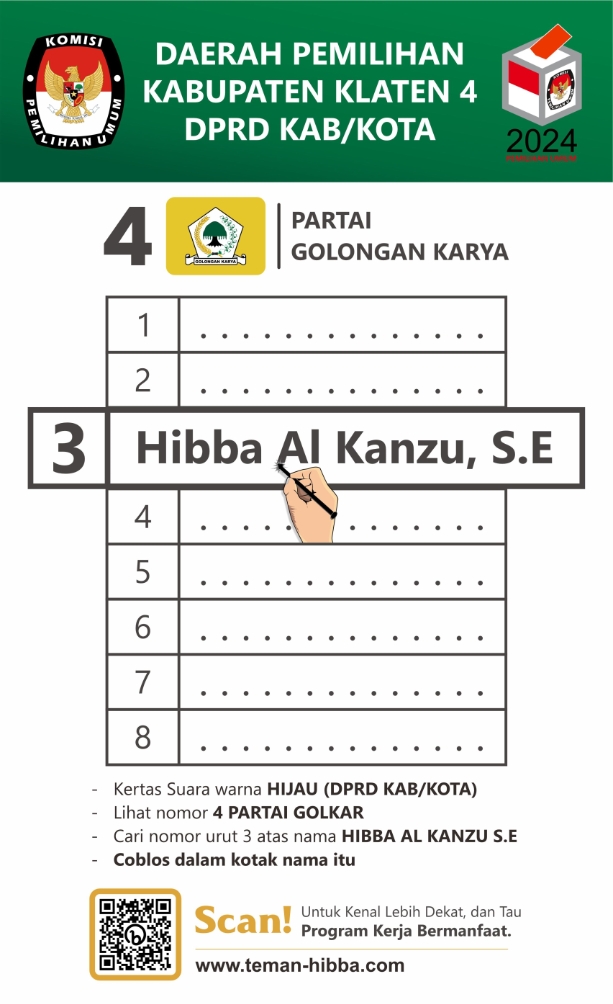 KOMISI
PEMILIHAN UMUM
DAERAH PEMILIHAN
KABUPATEN KLATEN 4
DPRD KAB/KOTA
2024
PEMILIHAN UMUM
4
GOLONGAN KARYA
PARTAI
GOLONGAN KARYA
1 . . . . . . . . . . . . . .
2 . . . . . . . . . . . . . .
3 Hibba Al Kanzu, S.E
4 . . . . . . . . . . . . . .
5 . . . . . . . . . . . . . .
6 . . . . . . . . . . . . . .
7 . . . . . . . . . . . . . .
8 . . . . . . . . . . . . . .
- Kertas Suara warna HIJAU (DPRD KAB/KOTA)
- Lihat nomor 4 PARTAI GOLKAR
- Cari nomor urut 3 atas nama HIBBA AL KANZU S.E
- Coblos dalam kotak nama itu
Scan!
Untuk Kenal Lebih Dekat, dan Tau
Program Kerja Bermanfaat.
www.teman-hibba.com